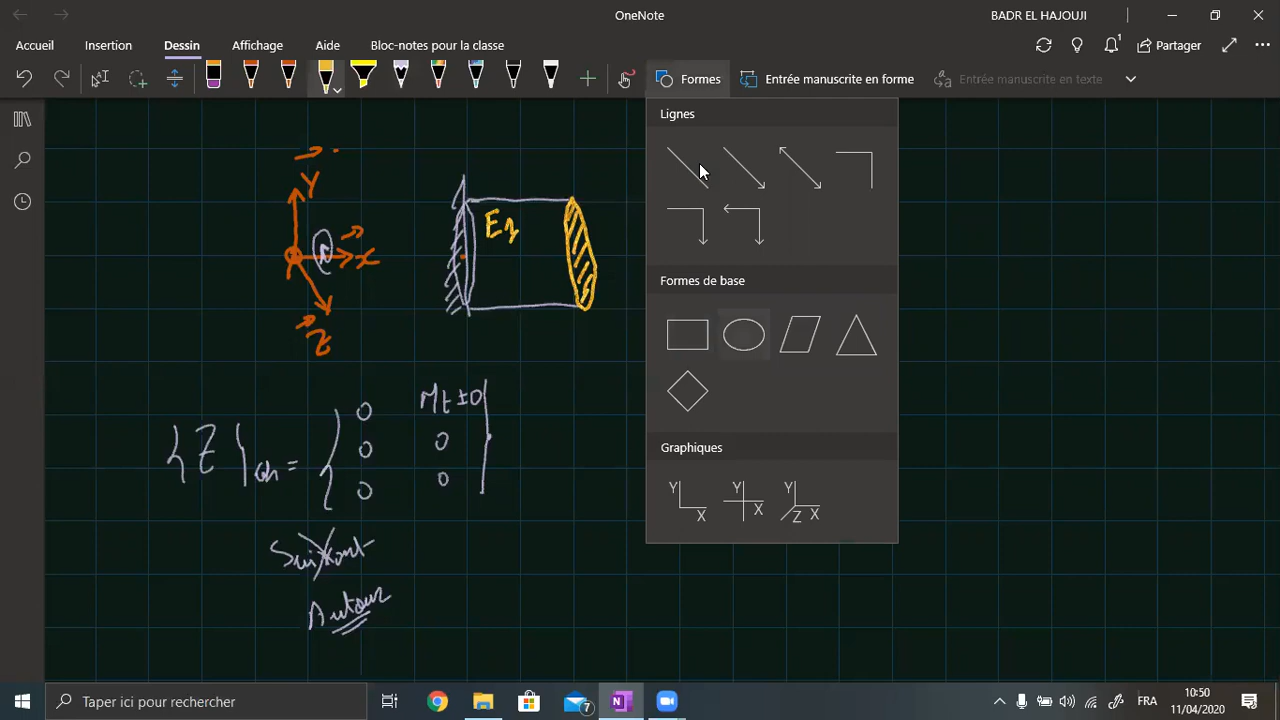 OneNote
BADR EL HAJOUJI
Accueil Insertion Dessin Affichage Aide Bloc-notes pour la classe
Partager
Formes Entrée manuscrite en forme Entrée manuscrite en texte
Lignes
Formes de base
Graphiques
Y X Y X Y Z X
Y
x
Z
E1
0 Mt ≠ 0
0 0
0 0
Suivant
Autour
Taper ici pour rechercher
7
N
FRA
10:50
11/04/2020